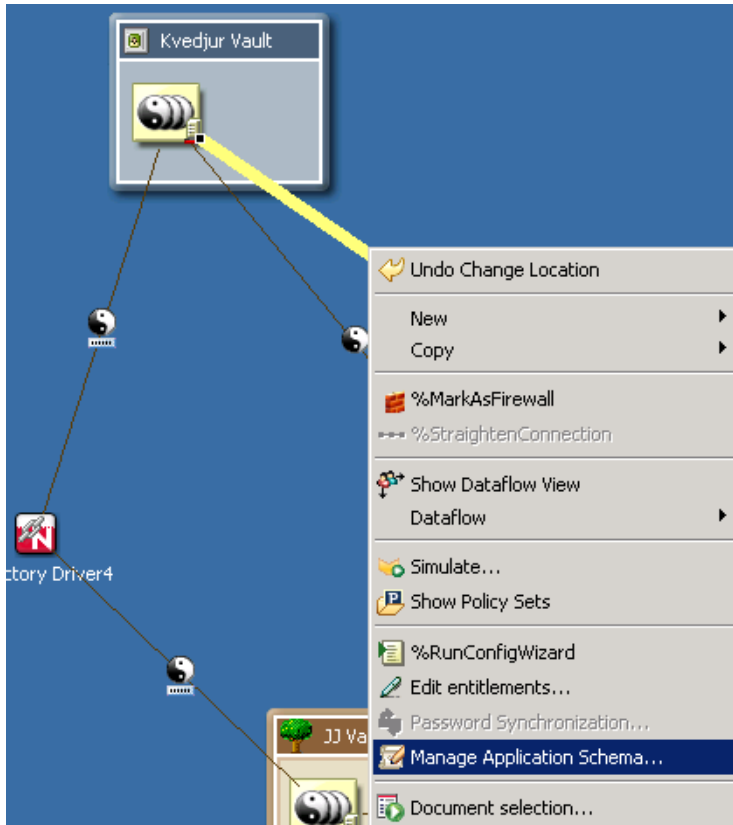 Kvedjur Vault
Undo Change Location
New
Copy
%MarkAsFirewall
%StraightenConnection
Show Dataflow View
Dataflow
Simulate...
Show Policy Sets
ctory Driver4
%RunConfigWizard
Edit entitlements...
Password Synchronization...
JJ Va
Manage Application Schema...
Document selection...